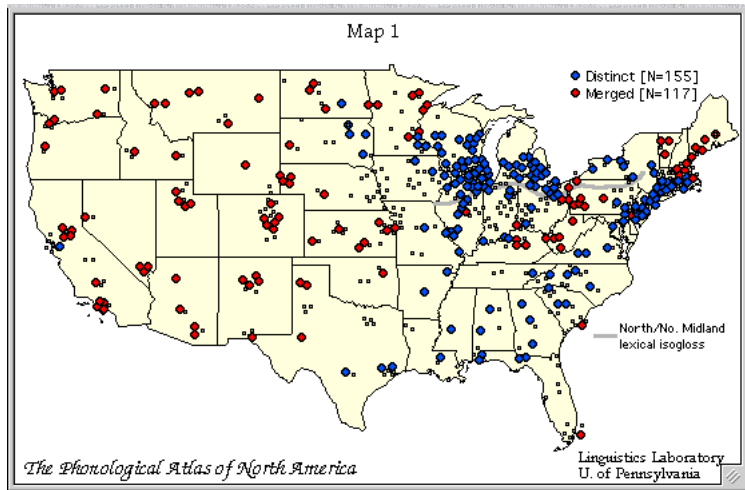 Map 1
Distinct [N=155]
Merged [N=117]
North/No. Midland
lexical isogloss
The Phonological Atlas of North America
Linguistics Laboratory
U. of Pennsylvania